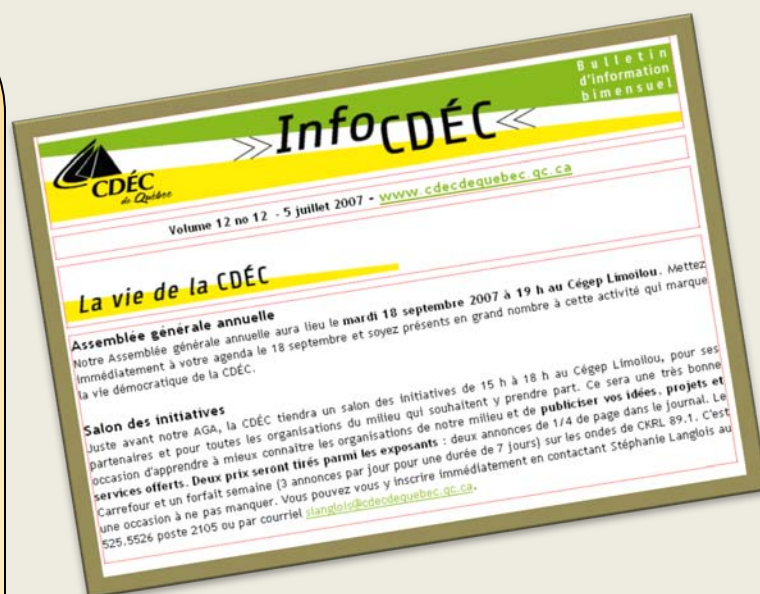 Bulletin
d'information
bimensuel
InfoCDÉC
CDÉC
de Québec
Volume 12 no 12 - 5 juillet 2007 - www.cdecdequebec.qc.ca
La vie de la CDÉC
Assemblée générale annuelle
Notre Assemblée générale annuelle aura lieu le mardi 18 septembre 2007 à 19 h au Cégep Limoilou. Mettez
immédiatement à votre agenda le 18 septembre et soyez présents en grand nombre à cette activité qui marque
la vie démocratique de la CDÉC.
Salon des initiatives
Juste avant notre AGA, la CDÉC tiendra un salon des initiatives de 15 h à 18 h au Cégep Limoilou, pour ses
partenaires et pour toutes les organisations du milieu qui souhaitent y prendre part. Ce sera une très bonne
occasion d'apprendre à mieux connaître les organisations de notre milieu et de publiciser vos idées, projets et
services offerts. Deux prix seront tirés parmi les exposants : deux annonces de 1/4 de page dans le journal. Le
Carrefour et un forfait semaine (3 annonces par jour pour une durée de 7 jours) sur les ondes de CKRL 89.1. C'est
une occasion à ne pas manquer. Vous pouvez vous y inscrire immédiatement en contactant Stéphanie Langlois au
525.5526 poste 2105 ou par courriel slanglois@cdecdequebec.qc.ca.